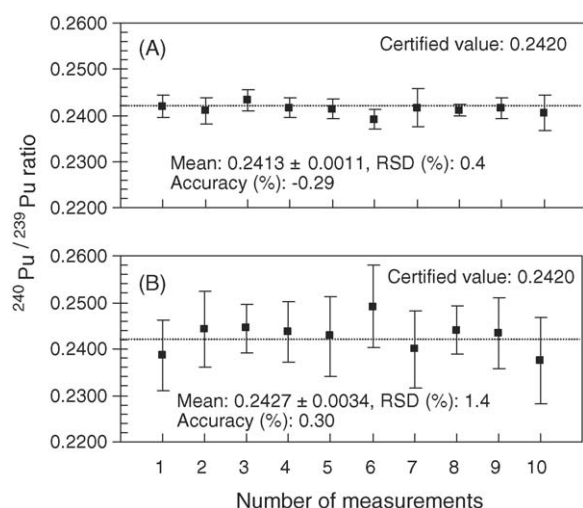 ²⁴⁰Pu / ²³⁹Pu ratio
0.2600
(A)
Certified value: 0.2420
0.2500
0.2400
0.2300
Mean: 0.2413 ± 0.0011, RSD (%): 0.4
Accuracy (%): -0.29
0.2200
0.2600
(B)
Certified value: 0.2420
0.2500
0.2400
0.2300
Mean: 0.2427 ± 0.0034, RSD (%): 1.4
Accuracy (%): 0.30
0.2200
1 2 3 4 5 6 7 8 9 10
Number of measurements